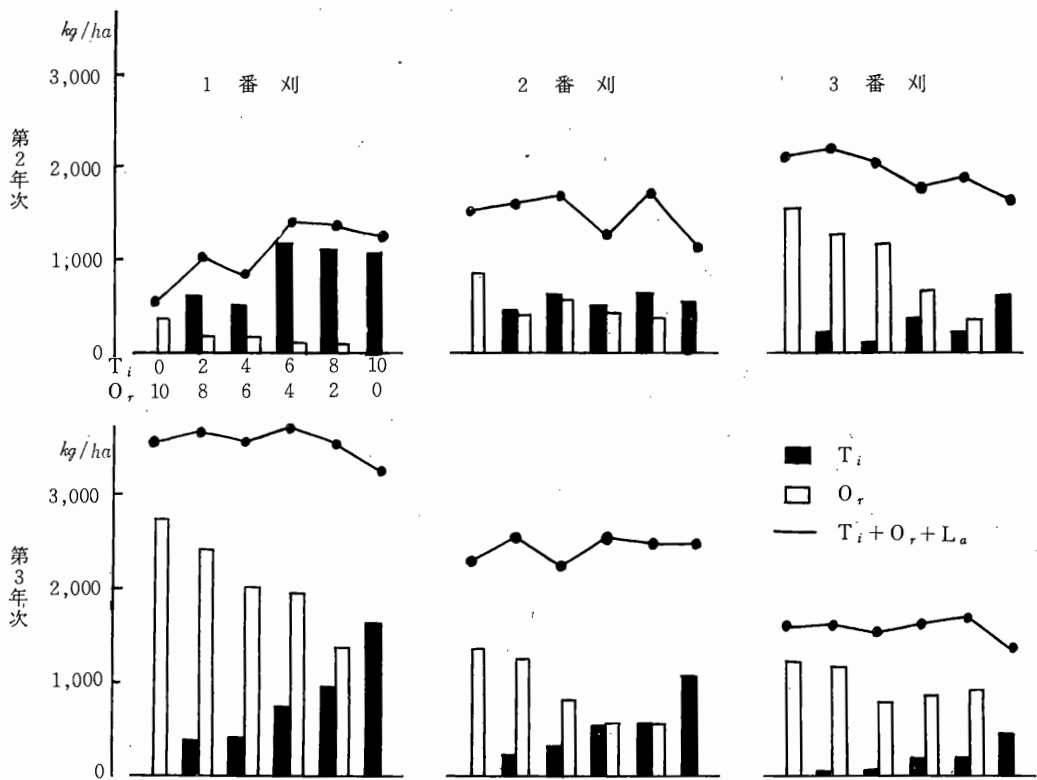 kg/ha
3,000
2,000
1,000
0
第2年次
1 番 刈
2 番 刈
3 番 刈
Ti 0 2 4 6 8 10
Or 10 8 6 4 2 0
kg/ha
3,000
2,000
1,000
0
第3年次
Ti
Or
Ti+Or+La